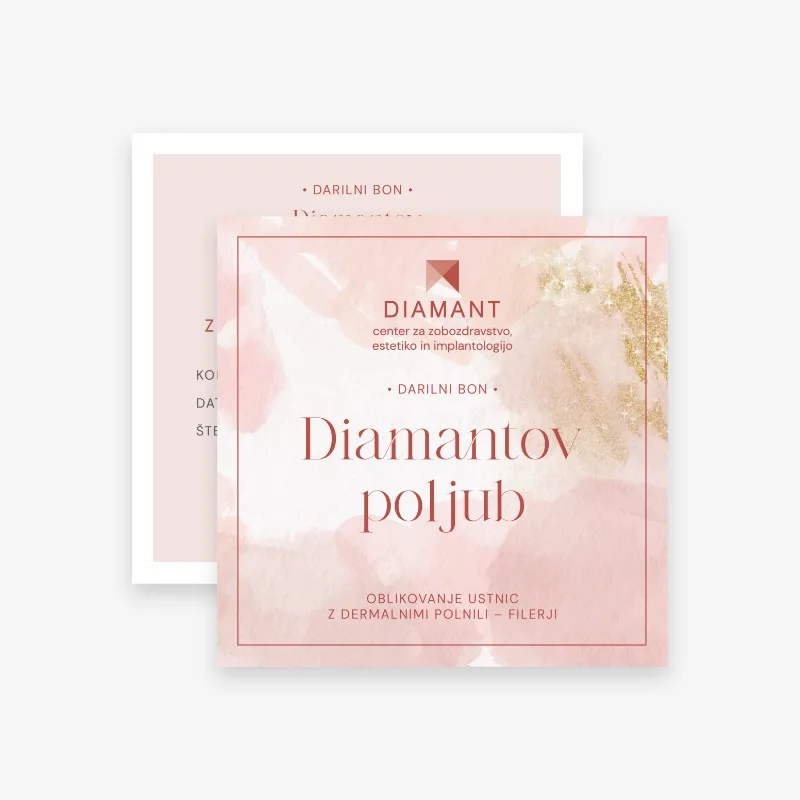 • DARILNI BON •
Z
DIAMANT
center za zobozdravstvo,
estetiko in implantologijo
• DARILNI BON •
Diamantov
poljub
OBLIKOVANJE USTNIC
Z DERMALNIMI POLNILI – FILERJI